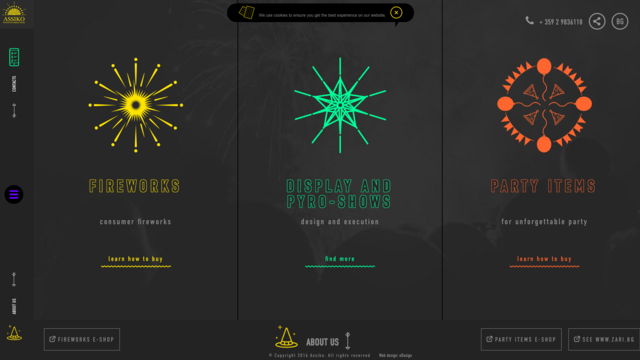 ASSIKO
We use cookies to ensure you get the best experience on our website
+ 359 2 9836118
BG
CONTACTS
FIREWORKS
consumer fireworks
learn how to buy
DISPLAY AND
PYRO-SHOWS
design and execution
find more
PARTY ITEMS
for unforgettable party
learn how to buy
ABOUT US
FIREWORKS E-SHOP
ABOUT US
PARTY ITEMS E-SHOP
SEE WWW.ZARI.BG
© Copyright 2016 Assiko. All rights reserved
Web design: